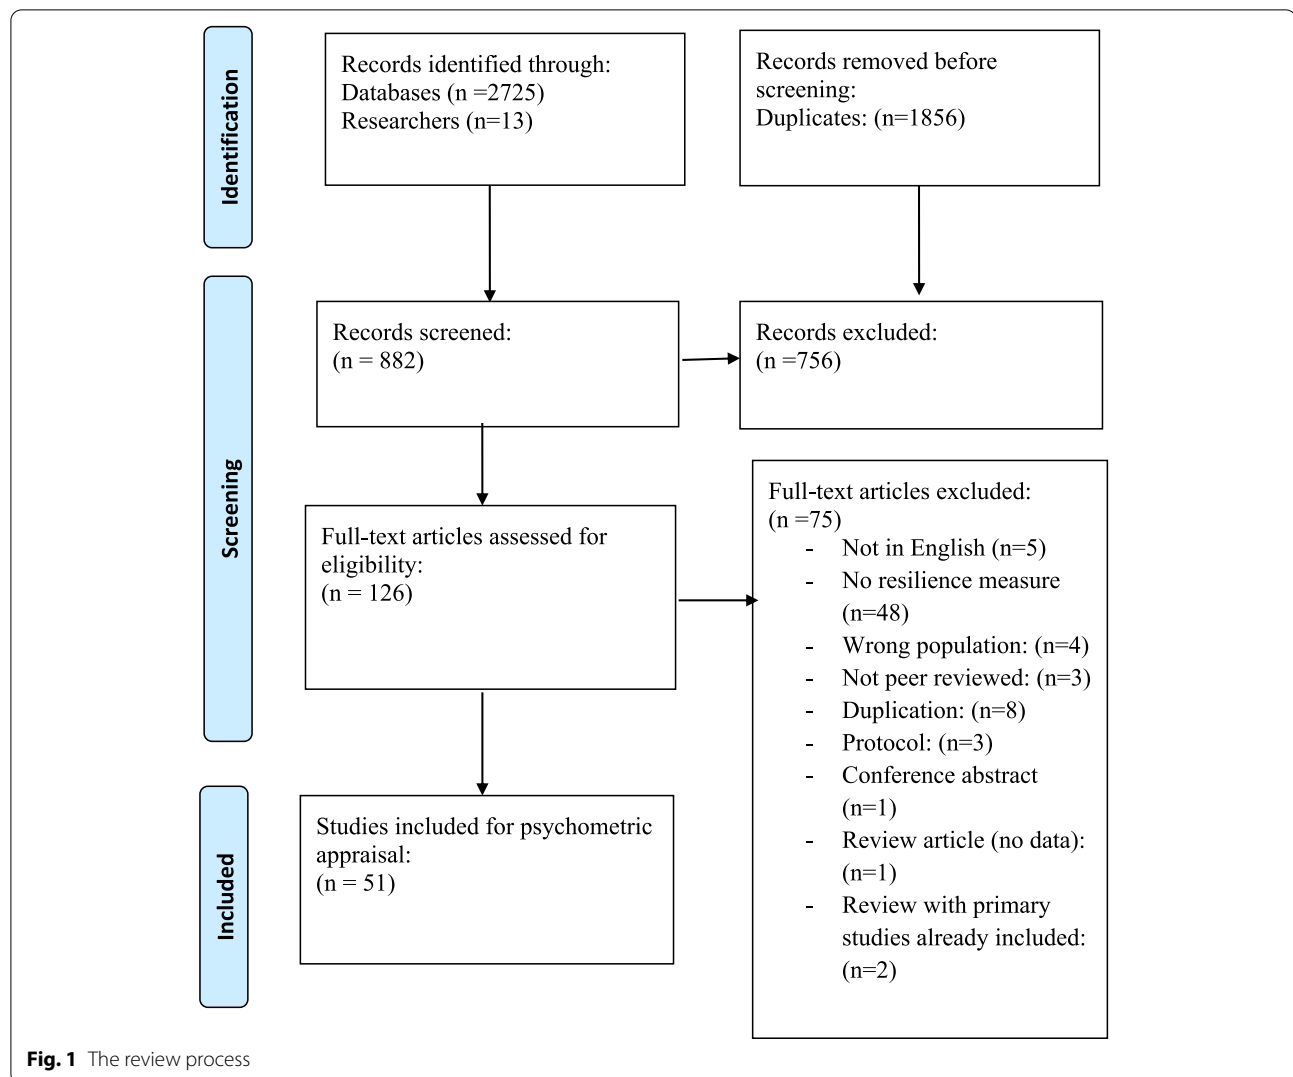 Identification
Records identified through:
Databases (n =2725)
Researchers (n=13)
Records removed before
screening:
Duplicates: (n=1856)
Screening
Records screened:
(n = 882)
Records excluded:
(n =756)
Full-text articles assessed for
eligibility:
(n = 126)
Full-text articles excluded:
(n =75)
- Not in English (n=5)
- No resilience measure
(n=48)
- Wrong population: (n=4)
- Not peer reviewed: (n=3)
- Duplication: (n=8)
- Protocol: (n=3)
- Conference abstract
(n=1)
- Review article (no data):
(n=1)
- Review with primary
studies already included:
(n=2)
Included
Studies included for psychometric
appraisal:
(n = 51)
Fig. 1 The review process